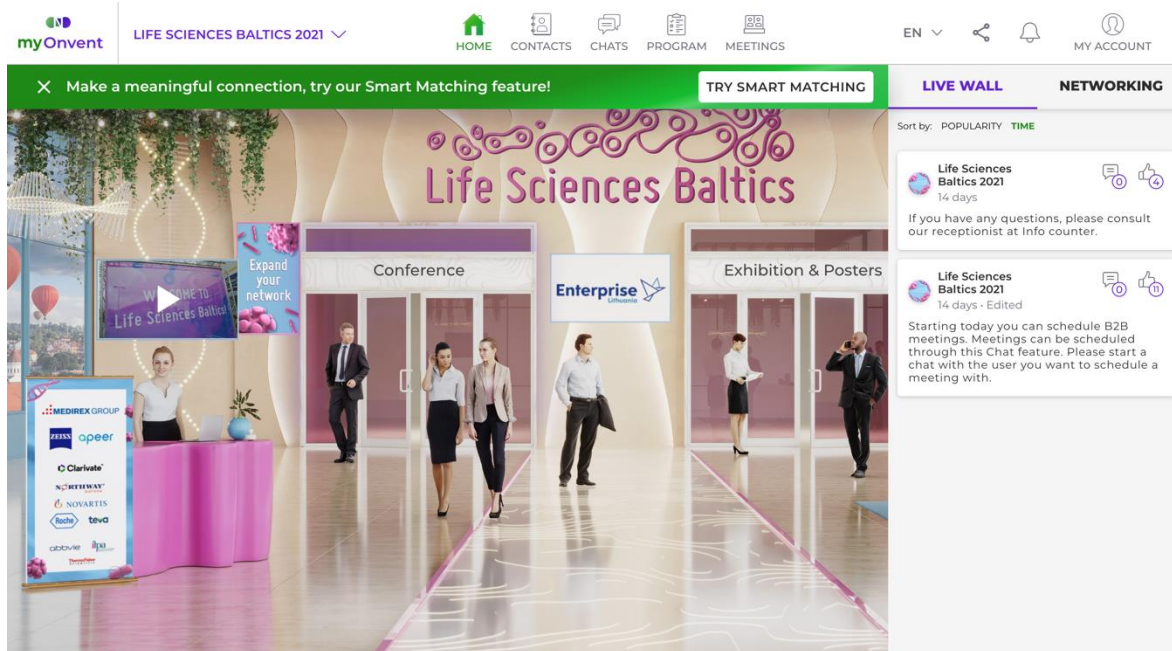 myOnvent
LIFE SCIENCES BALTICS 2021
HOME
CONTACTS
CHATS
PROGRAM
MEETINGS
EN
MY ACCOUNT
Make a meaningful connection, try our Smart Matching feature!
TRY SMART MATCHING
LIVE WALL
NETWORKING
Sort by: POPULARITY TIME
Life Sciences
Baltics 2021
14 days
0
4
If you have any questions, please consult
our receptionist at Info counter.
Life Sciences
Baltics 2021
14 days • Edited
0
11
Starting today you can schedule B2B
meetings. Meetings can be scheduled
through this Chat feature. Please start a
chat with the user you want to schedule a
meeting with.
Life Sciences Baltics
Expand
your
network
WELCOME TO
Life Sciences Baltics!
Conference
Enterprise
Lithuania
Exhibition & Posters
MEDIREX GROUP
ZEISS apeer
Clarivate
NORTHWAY
NOVARTIS
Roche teva
abbvie
ThermoFisher
SCIENTIFIC